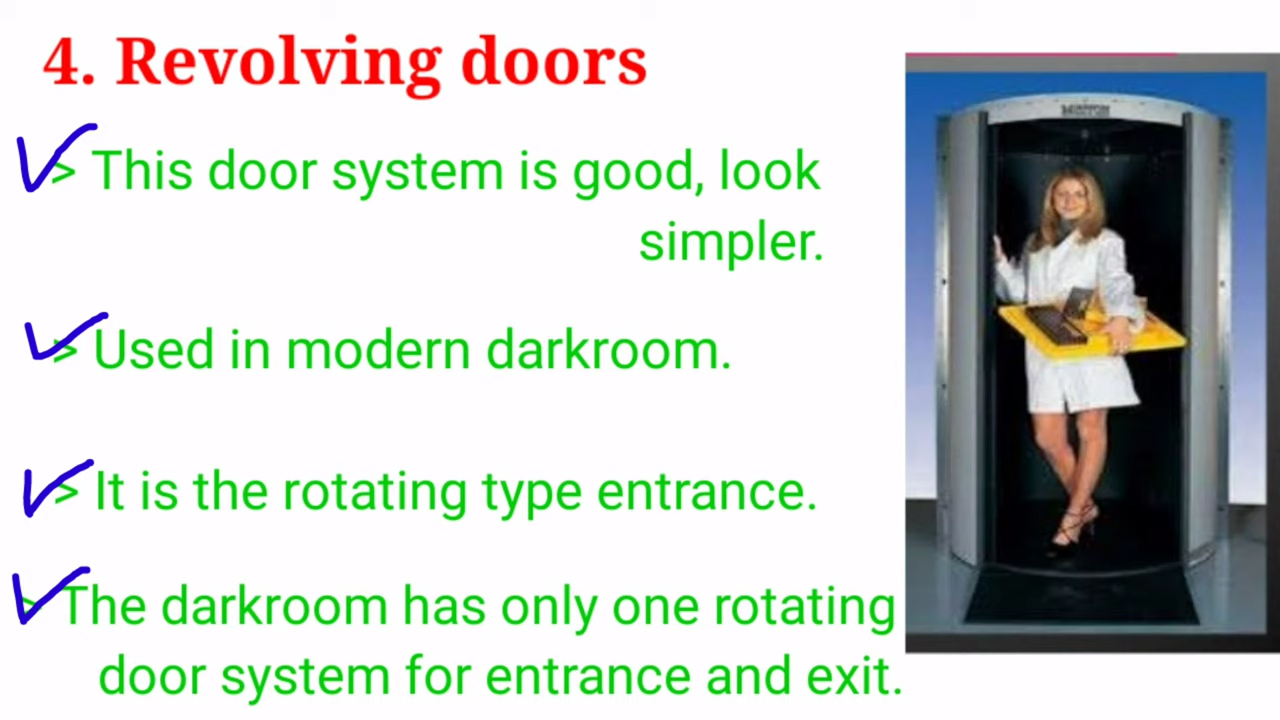 4. Revolving doors
> This door system is good, look
simpler.
> Used in modern darkroom.
> It is the rotating type entrance.
> The darkroom has only one rotating
door system for entrance and exit.